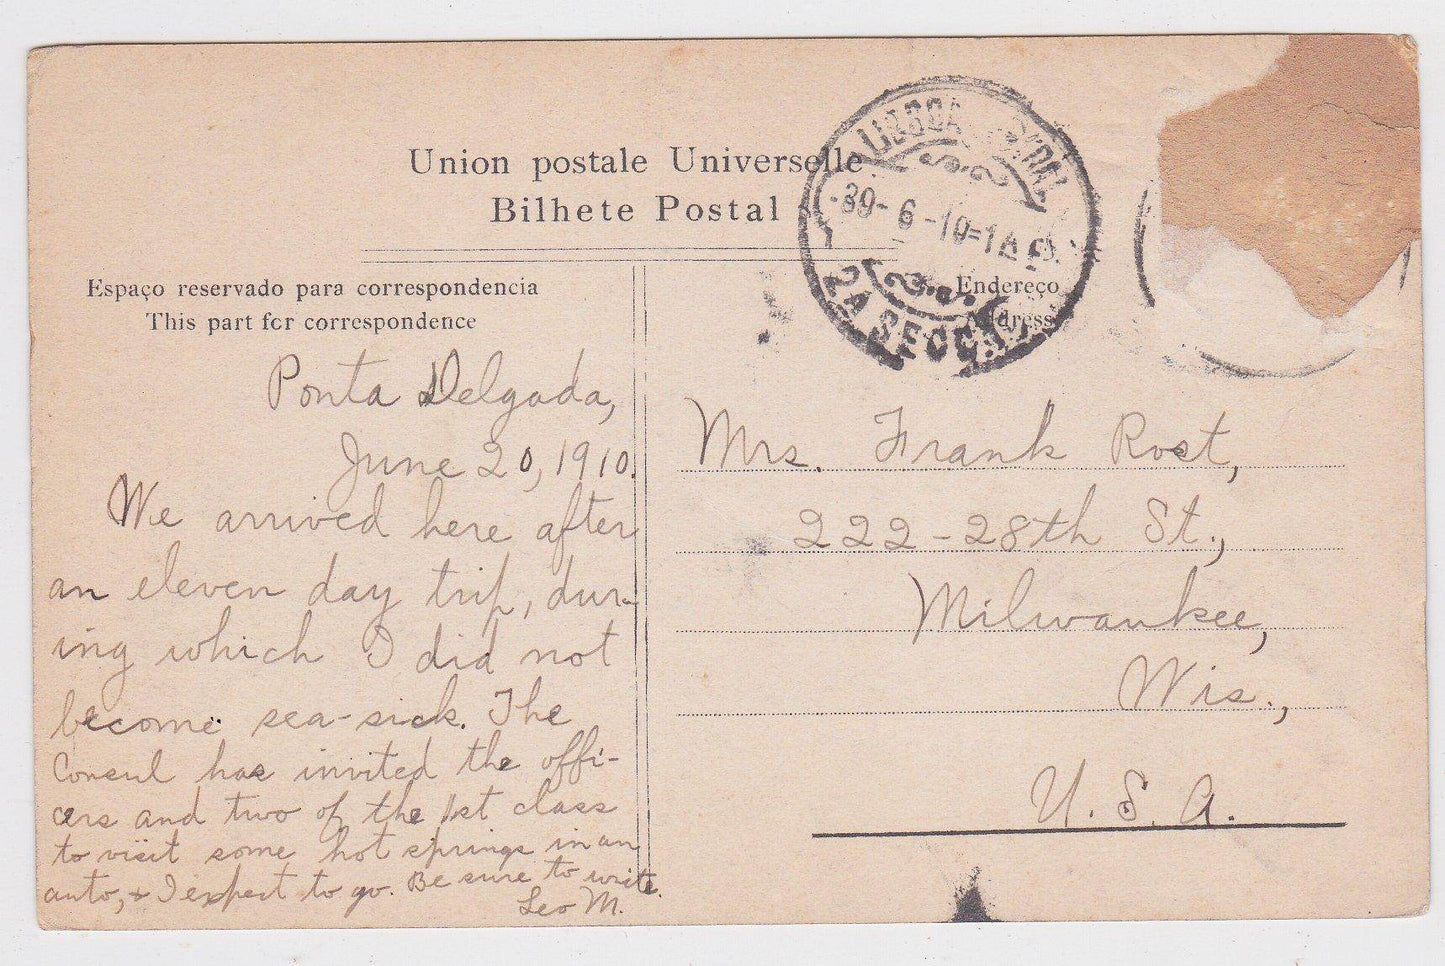 Union postale Universelle
Bilhete Postal
LISBOA CENTRAL
30-6-10=1
2A SECÇÃO
Espaço reservado para correspondencia
This part for correspondence
Endereço
Address
Ponta Delgada,
June 20, 1910.
We arrived here after
an eleven day trip, dur-
ing which I did not
become sea-sick. The
Consul has invited the offi-
cers and two of the 1st class
to visit some hot springs in an
auto, & I expect to go. Be sure to write.
Leo M.
Mrs. Frank Rost,
222-28th St.,
Milwaukee,
Wis.,
U. S. A.